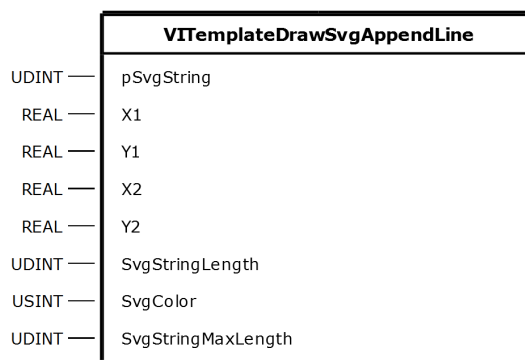 VITemplateDrawSvgAppendLine
UDINT pSvgString
REAL X1
REAL Y1
REAL X2
REAL Y2
UDINT SvgStringLength
USINT SvgColor
UDINT SvgStringMaxLength